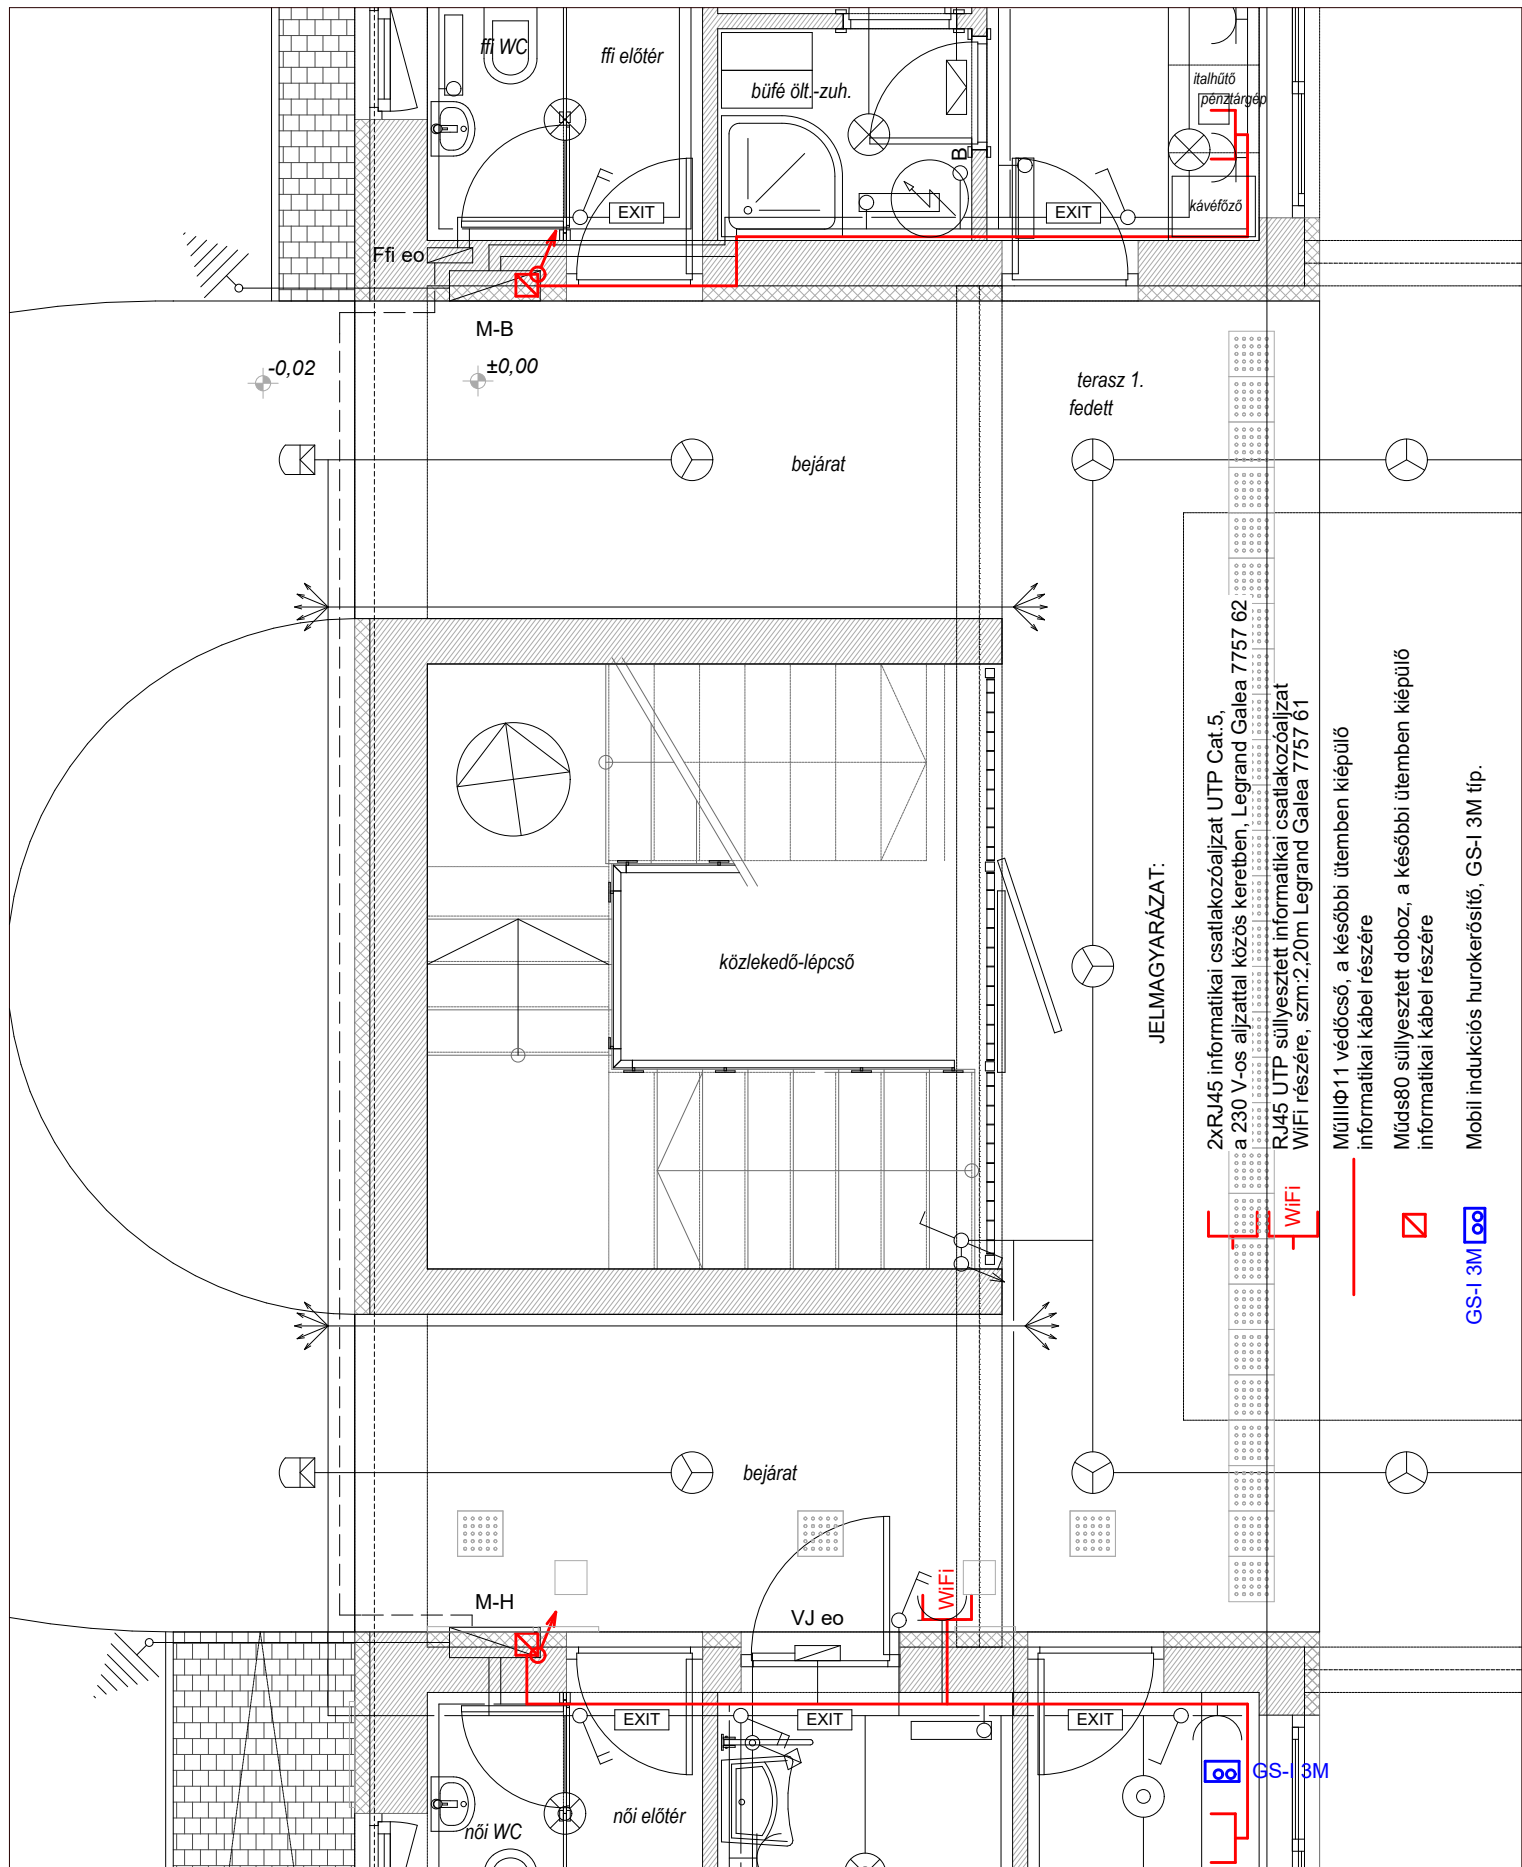 ffi WC
ffi előtér
büfé ölt.-zuh.
italhűtő
pénztárgép
B
EXIT
EXIT
kávéfőző
Ffi eo
M-B
-0,02
±0,00
terasz 1.
fedett
bejárat
közlekedő-lépcső
JELMAGYARÁZAT:
2xRJ45 informatikai csatlakozóaljzat UTP Cat.5,
a 230 V-os aljzattal közös keretben, Legrand Galea 7757 62
RJ45 UTP süllyesztett informatikai csatlakozóaljzat
WiFi részére, szm:2,20m Legrand Galea 7757 61
WiFi
MüIIIΦ11 védőcső, a későbbi ütemben kiépülő
informatikai kábel részére
Müds80 süllyesztett doboz, a későbbi ütemben kiépülő
informatikai kábel részére
Mobil indukciós hurokerősítő, GS-I 3M típ.
GS-I 3M
bejárat
M-H
VJ eo
WiFi
EXIT
EXIT
EXIT
GS-I 3M
női WC
női előtér